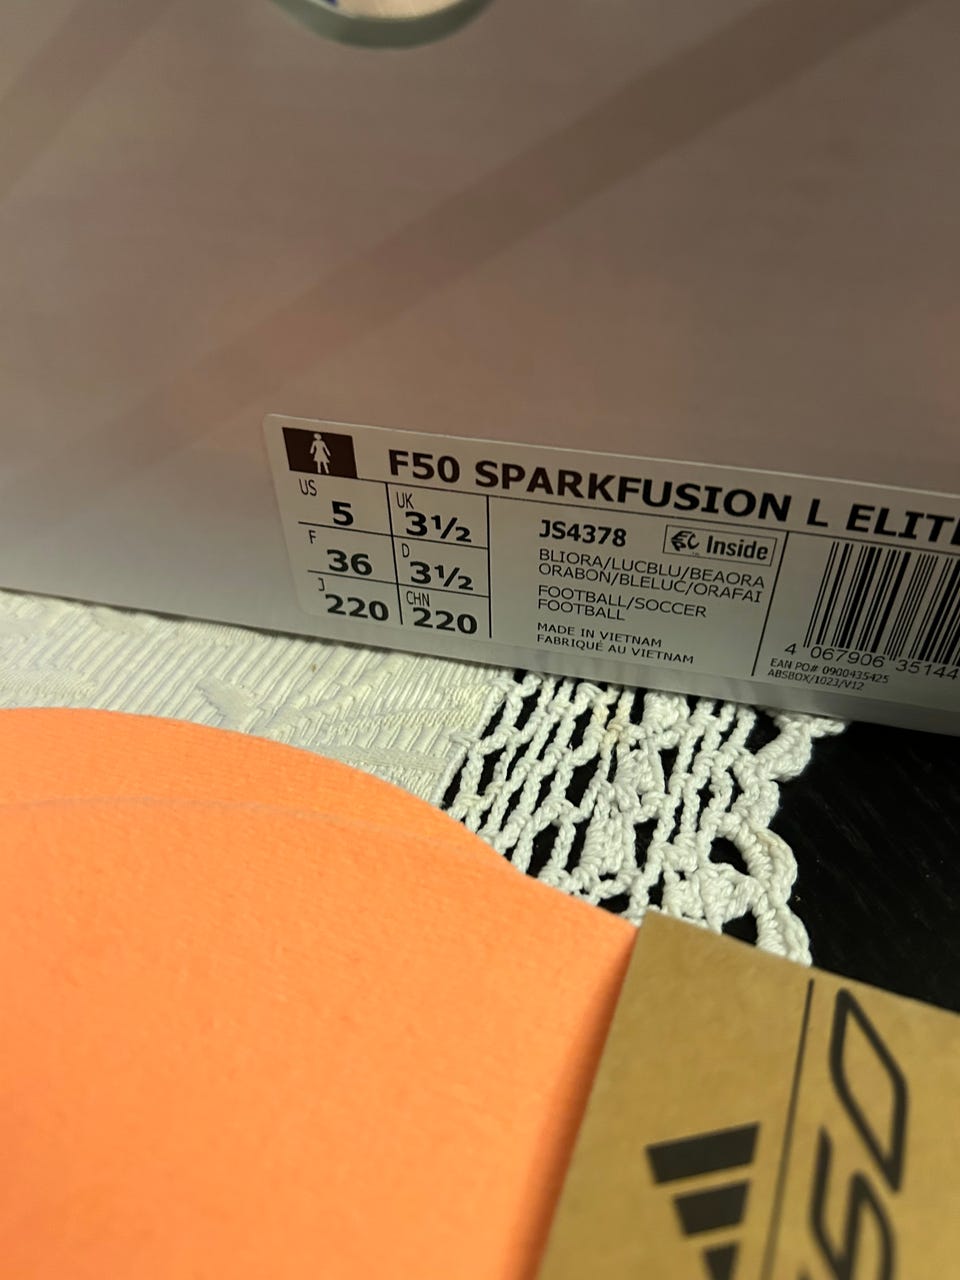 F50 SPARKFUSION L ELIT
US 5 UK 3½
F 36 D 3½
J 220 CHN 220
JS4378
Inside
BLIORA/LUCBLU/BEAORA
ORABON/BLELUC/ORAFAI
FOOTBALL/SOCCER
FOOTBALL
MADE IN VIETNAM
FABRIQUÉ AU VIETNAM
4 067906 35144
EAN PO# 0900435425
ABSBOX/1023/V12